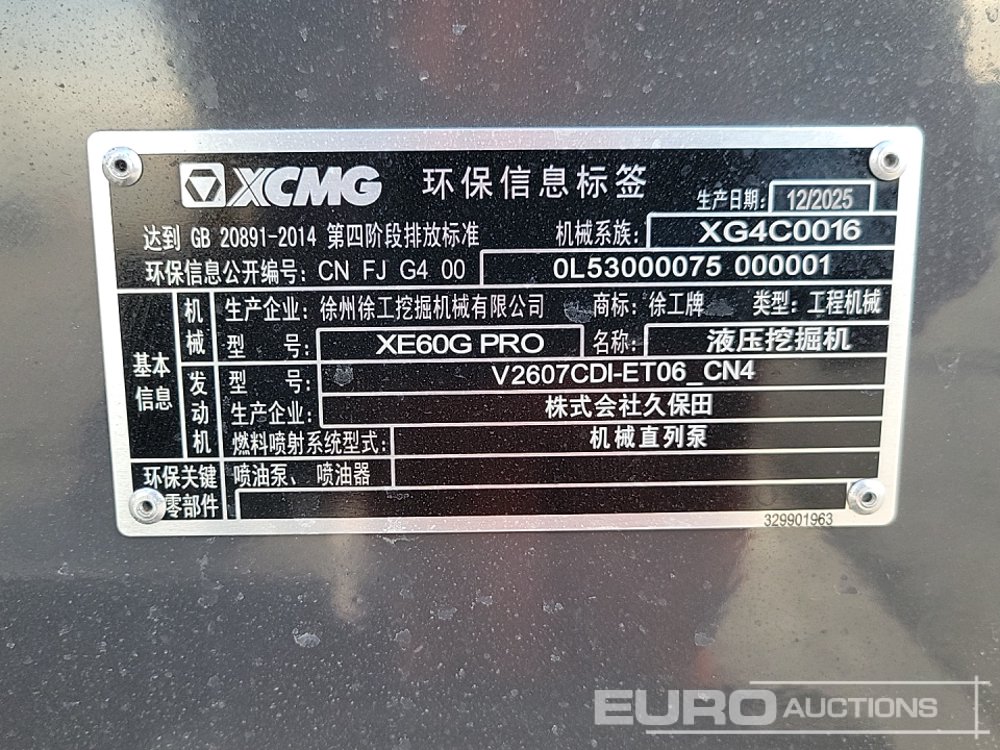 XCMG 环保信息标签 生产日期: 12/2025
达到 GB 20891-2014 第四阶段排放标准 机械系族: XG4C0016
环保信息公开编号: CN FJ G4 00 0L53000075 000001
基本信息
机械
生产企业: 徐州徐工挖掘机械有限公司 商标: 徐工牌 类型: 工程机械
型 号: XE60G PRO 名称: 液压挖掘机
发动机
型 号: V2607CDI-ET06_CN4
生产企业: 株式会社久保田
燃料喷射系统型式: 机械直列泵
环保关键 喷油泵、喷油器
零部件
329901963
EURO AUCTIONS